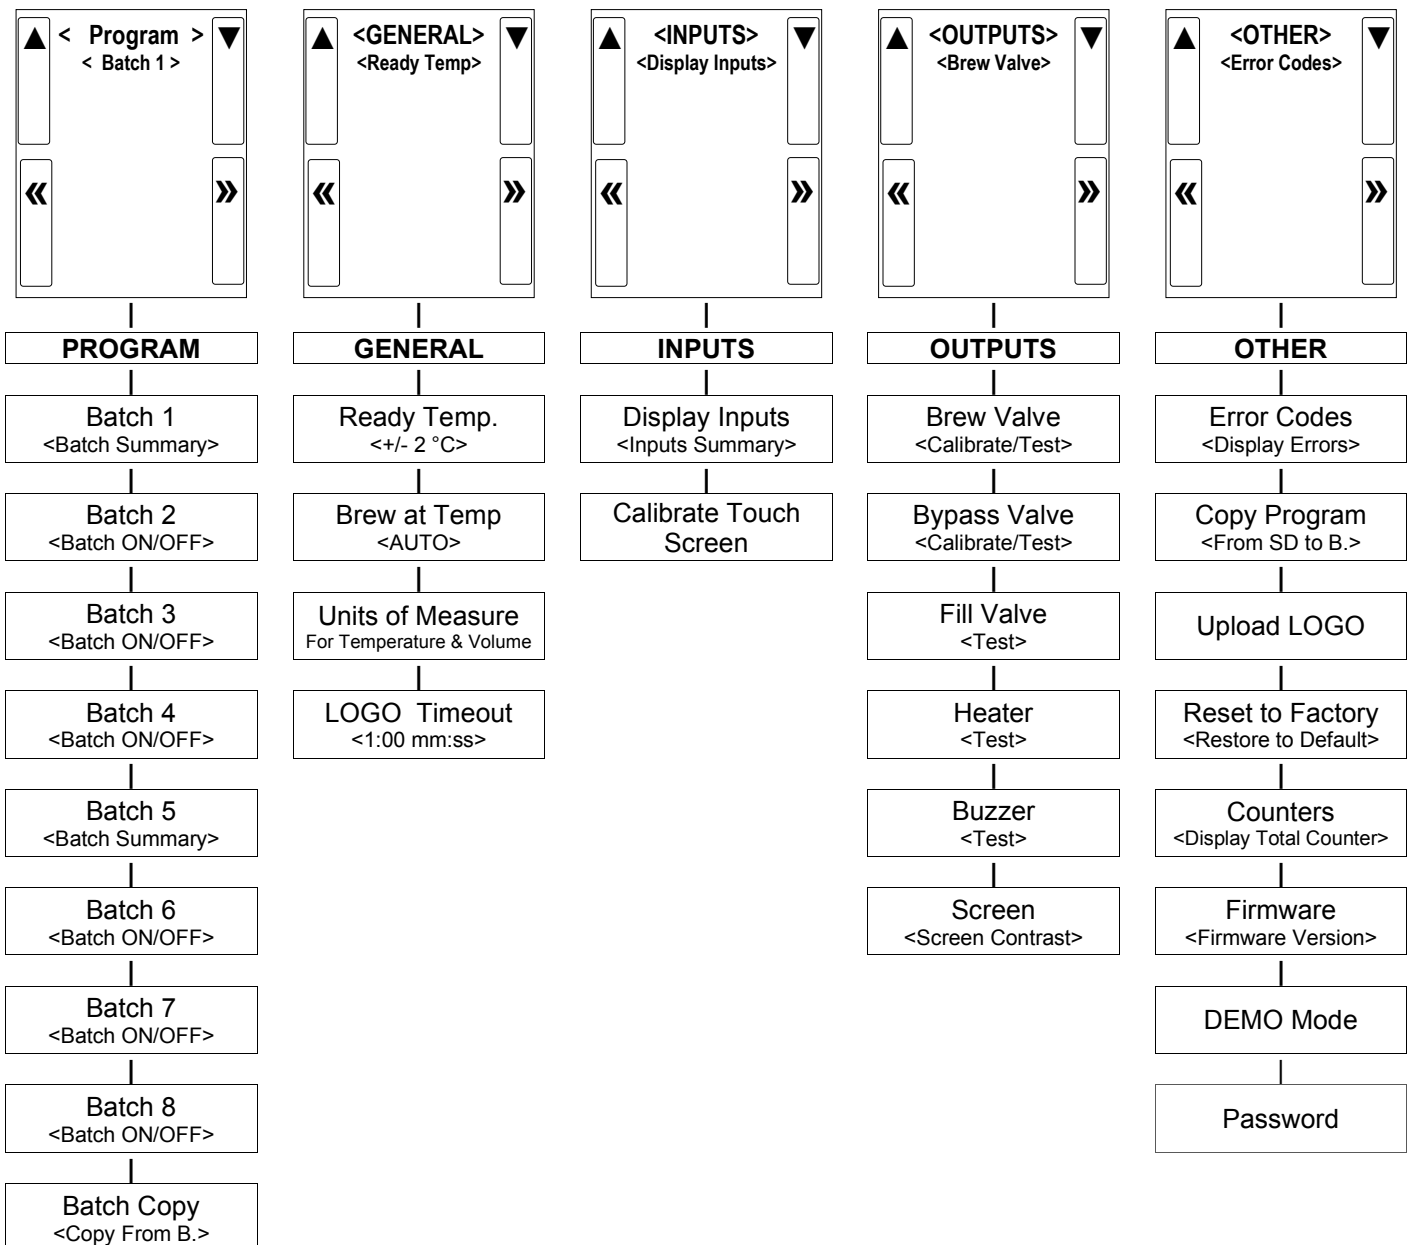 ▲ < Program > ▼
< Batch 1 >
« »
PROGRAM
Batch 1
<Batch Summary>
Batch 2
<Batch ON/OFF>
Batch 3
<Batch ON/OFF>
Batch 4
<Batch ON/OFF>
Batch 5
<Batch Summary>
Batch 6
<Batch ON/OFF>
Batch 7
<Batch ON/OFF>
Batch 8
<Batch ON/OFF>
Batch Copy
<Copy From B.>
▲ <GENERAL> ▼
<Ready Temp>
« »
GENERAL
Ready Temp.
<+/- 2 °C>
Brew at Temp
<AUTO>
Units of Measure
For Temperature & Volume
LOGO Timeout
<1:00 mm:ss>
▲ <INPUTS> ▼
<Display Inputs>
« »
INPUTS
Display Inputs
<Inputs Summary>
Calibrate Touch
Screen
▲ <OUTPUTS> ▼
<Brew Valve>
« »
OUTPUTS
Brew Valve
<Calibrate/Test>
Bypass Valve
<Calibrate/Test>
Fill Valve
<Test>
Heater
<Test>
Buzzer
<Test>
Screen
<Screen Contrast>
▲ <OTHER> ▼
<Error Codes>
« »
OTHER
Error Codes
<Display Errors>
Copy Program
<From SD to B.>
Upload LOGO
Reset to Factory
<Restore to Default>
Counters
<Display Total Counter>
Firmware
<Firmware Version>
DEMO Mode
Password